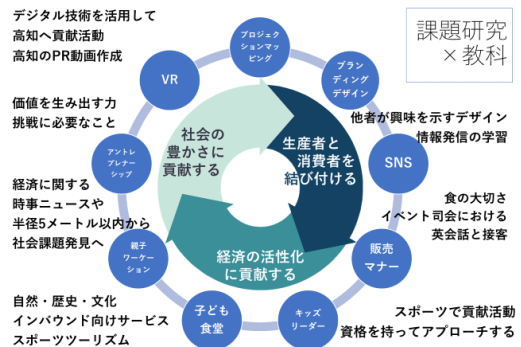 課題研究
×教科
デジタル技術を活用して
高知へ貢献活動
高知のPR動画作成
プロジェク
ションマッ
ピング
VR
ブラン
ディング
デザイン
価値を生み出す力
挑戦に必要なこと
社会の
豊かさに
貢献する
生産者と
消費者を
結び付ける
他者が興味を示すデザイン
情報発信の学習
アントレ
プレナー
シップ
SNS
経済に関する
時事ニュースや
半径5メートル以内から
社会課題発見へ
食の大切さ
イベント司会における
英会話と接客
親子
ワーケー
ション
経済の活性化
に貢献する
販売
マナー
自然・歴史・文化
インバウンド向けサービス
スポーツツーリズム
子ども
食堂
キッズ
リーダー
スポーツで貢献活動
資格を持ってアプローチする